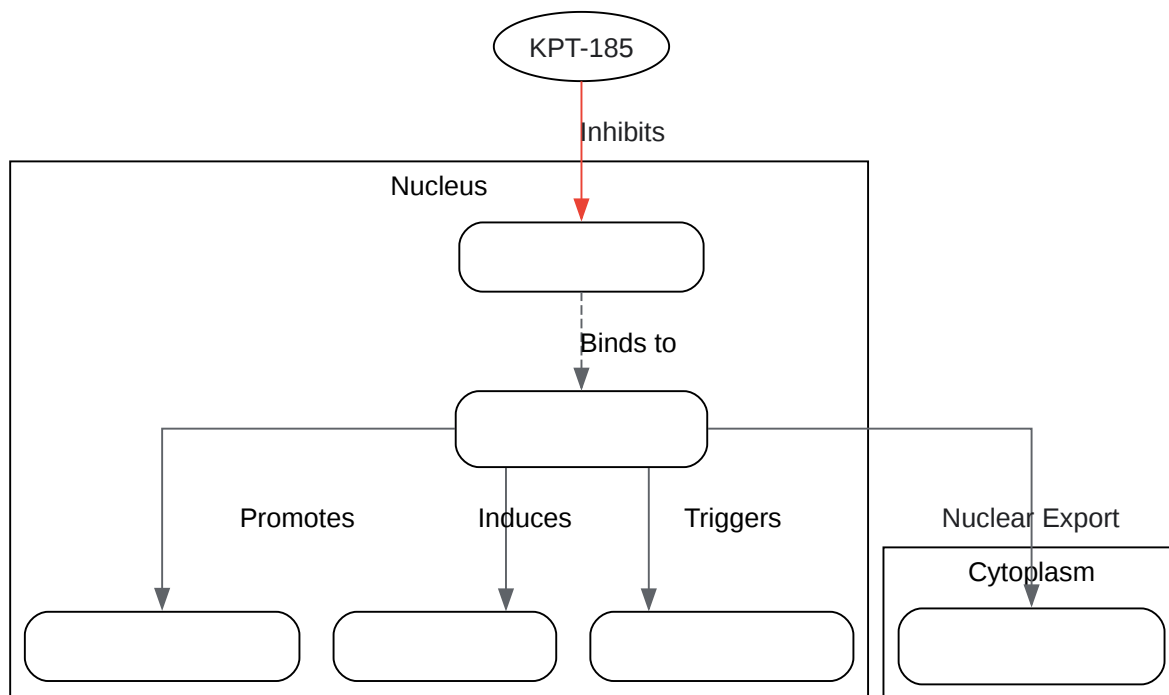 KPT-185
Inhibits
Nucleus
Binds to
Promotes
Induces
Triggers
Nuclear Export
Cytoplasm